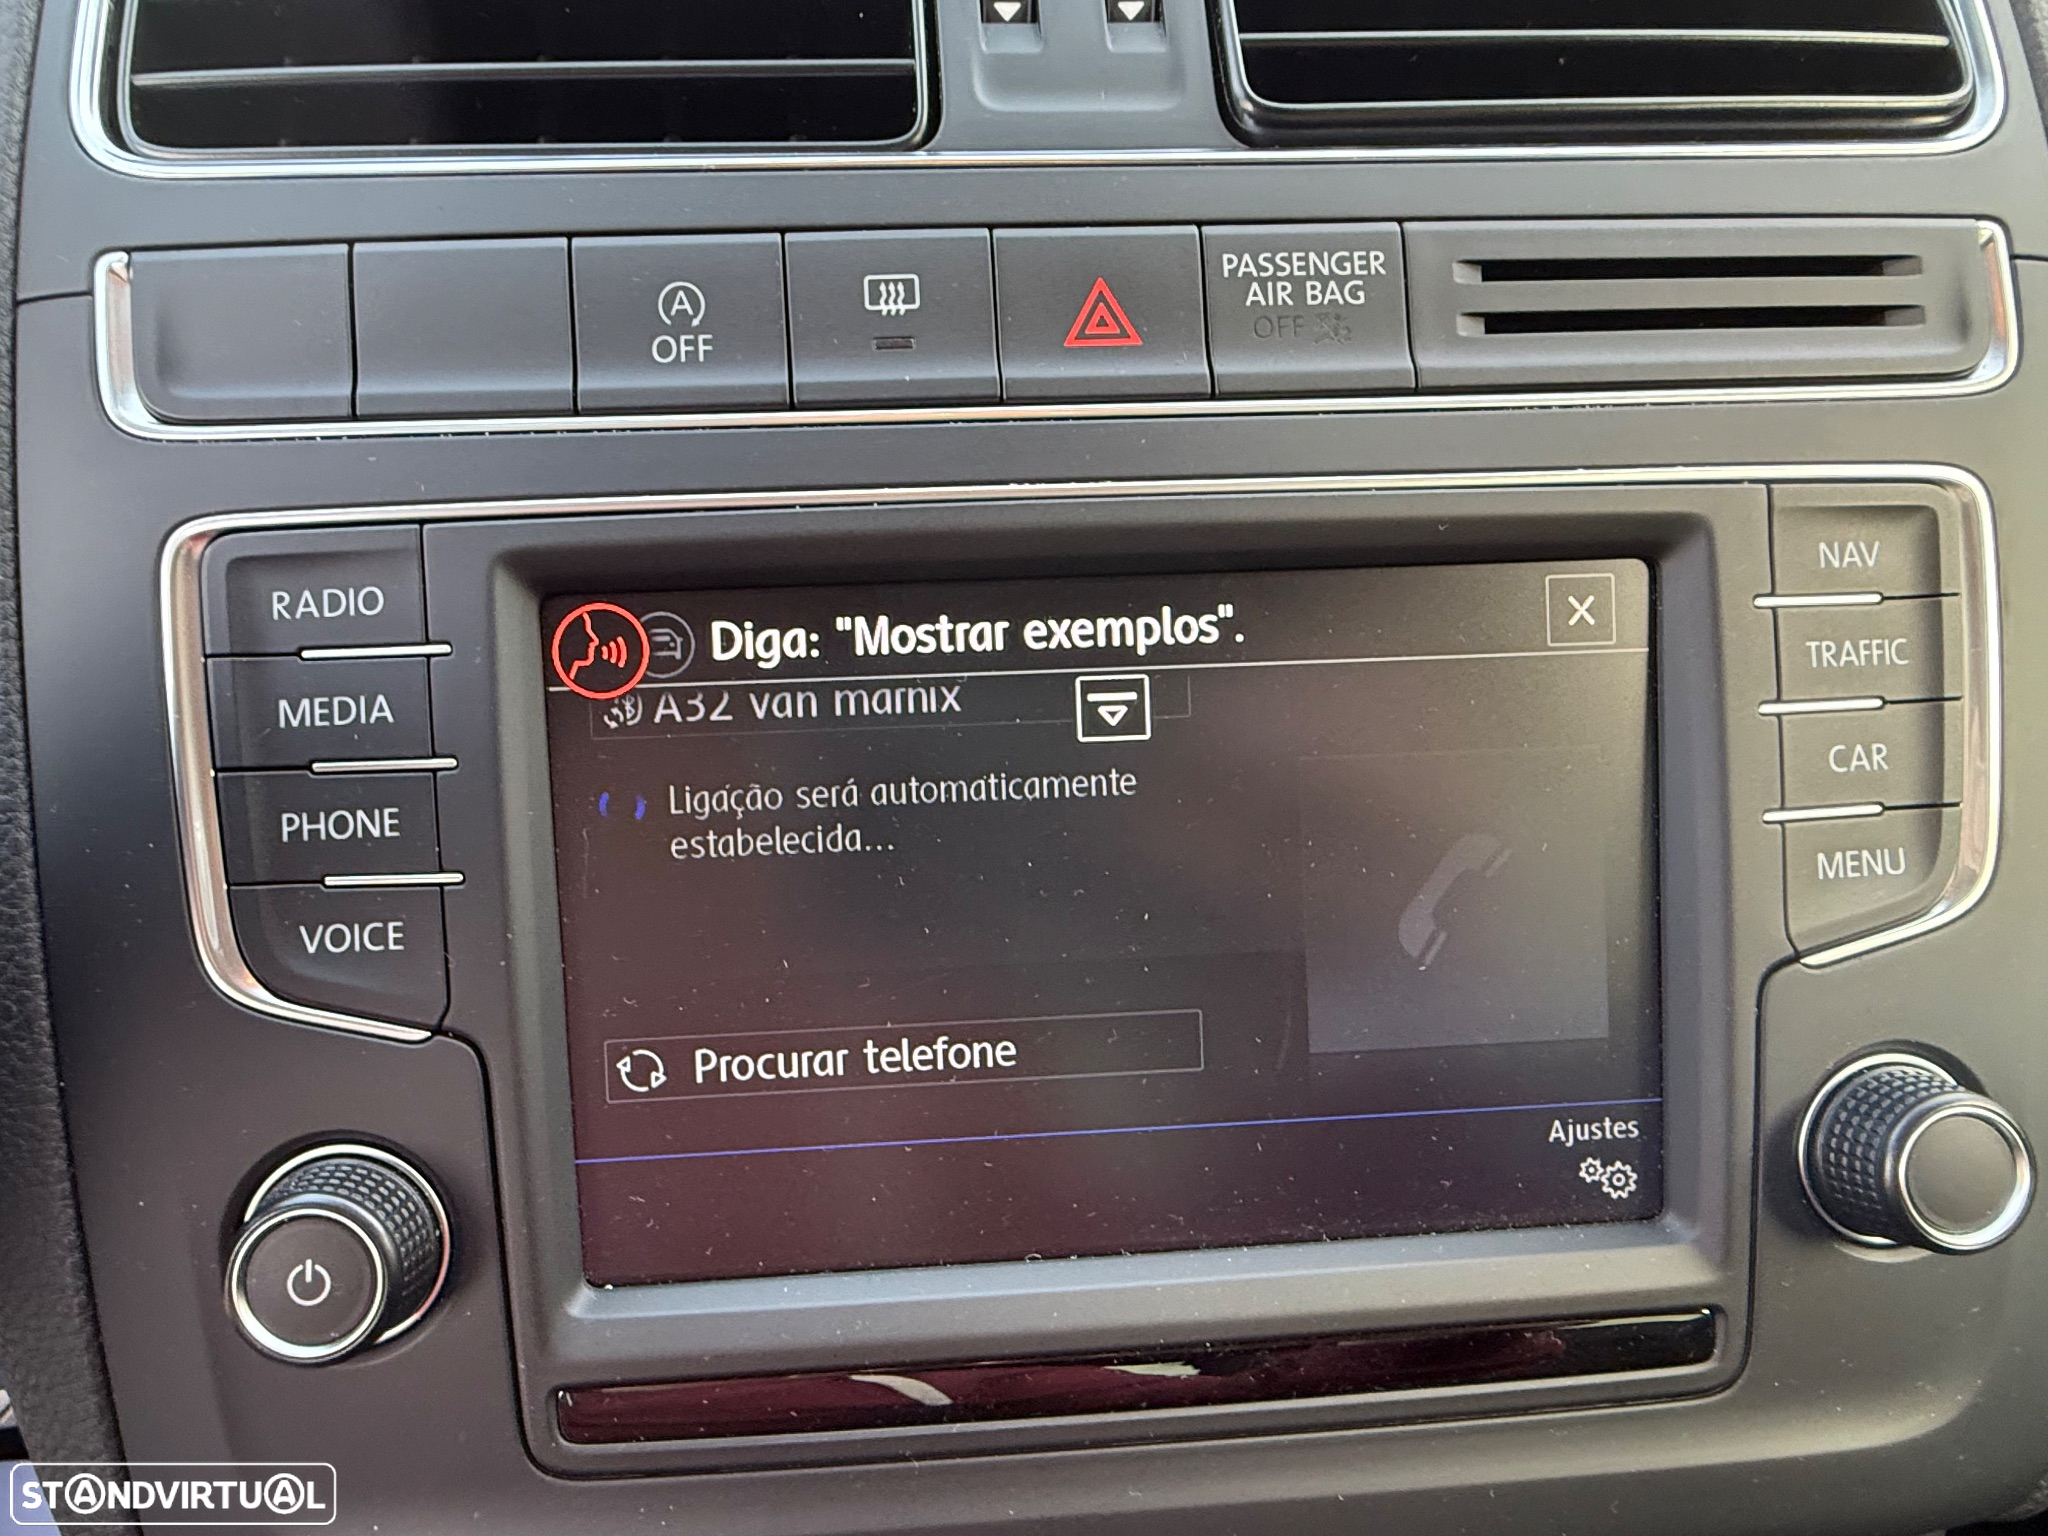 A
OFF
PASSENGER
AIR BAG
OFF
RADIO
MEDIA
PHONE
VOICE
Diga: "Mostrar exemplos".
X
A32 van marnix
Ligação será automaticamente
estabelecida...
Procurar telefone
Ajustes
NAV
TRAFFIC
CAR
MENU
STANDVIRTUAL